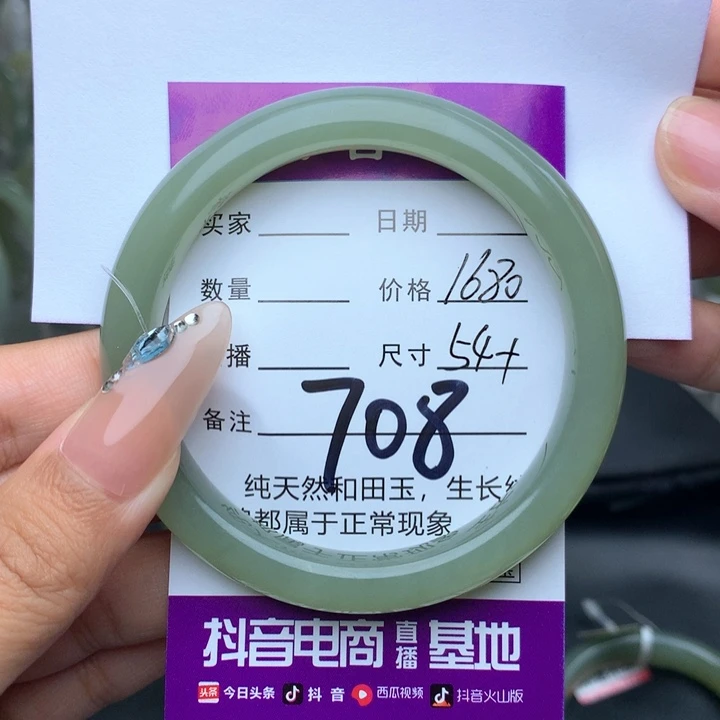 买家 日期
数量 价格 1680
播 尺寸 54+
备注 708
纯天然和田玉，生长
都属于正常现象
抖音电商直播基地
头条 今日头条 抖音 西瓜视频 抖音火山版